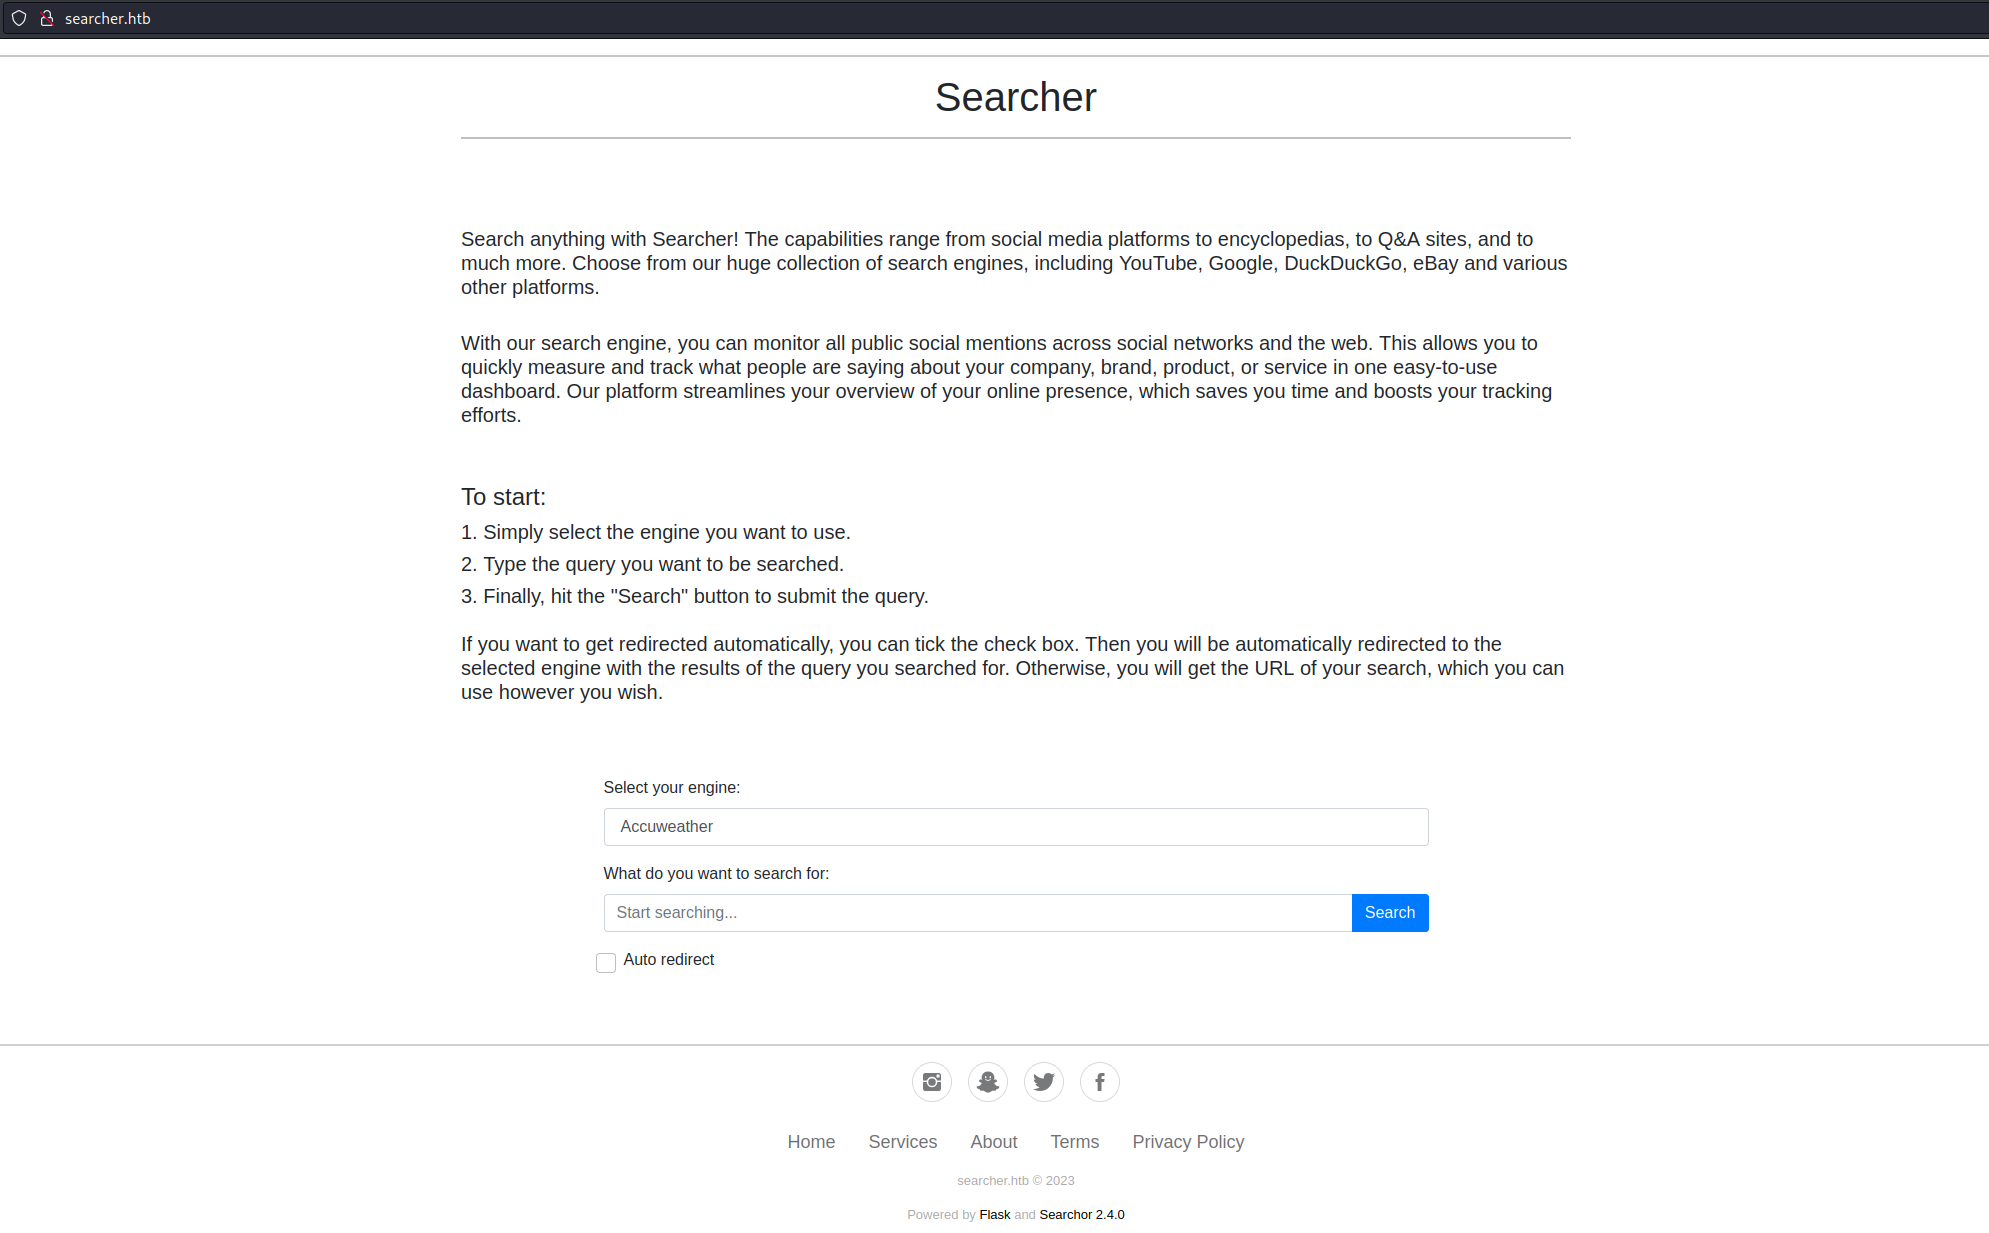 searcher.htb
Searcher
Search anything with Searcher! The capabilities range from social media platforms to encyclopedias, to Q&A sites, and to
much more. Choose from our huge collection of search engines, including YouTube, Google, DuckDuckGo, eBay and various
other platforms.
With our search engine, you can monitor all public social mentions across social networks and the web. This allows you to
quickly measure and track what people are saying about your company, brand, product, or service in one easy-to-use
dashboard. Our platform streamlines your overview of your online presence, which saves you time and boosts your tracking
efforts.
To start:
1. Simply select the engine you want to use.
2. Type the query you want to be searched.
3. Finally, hit the "Search" button to submit the query.
If you want to get redirected automatically, you can tick the check box. Then you will be automatically redirected to the
selected engine with the results of the query you searched for. Otherwise, you will get the URL of your search, which you can
use however you wish.
Select your engine:
Accuweather
What do you want to search for:
Start searching... Search
Auto redirect
Home Services About Terms Privacy Policy
searcher.htb © 2023
Powered by Flask and Searchor 2.4.0